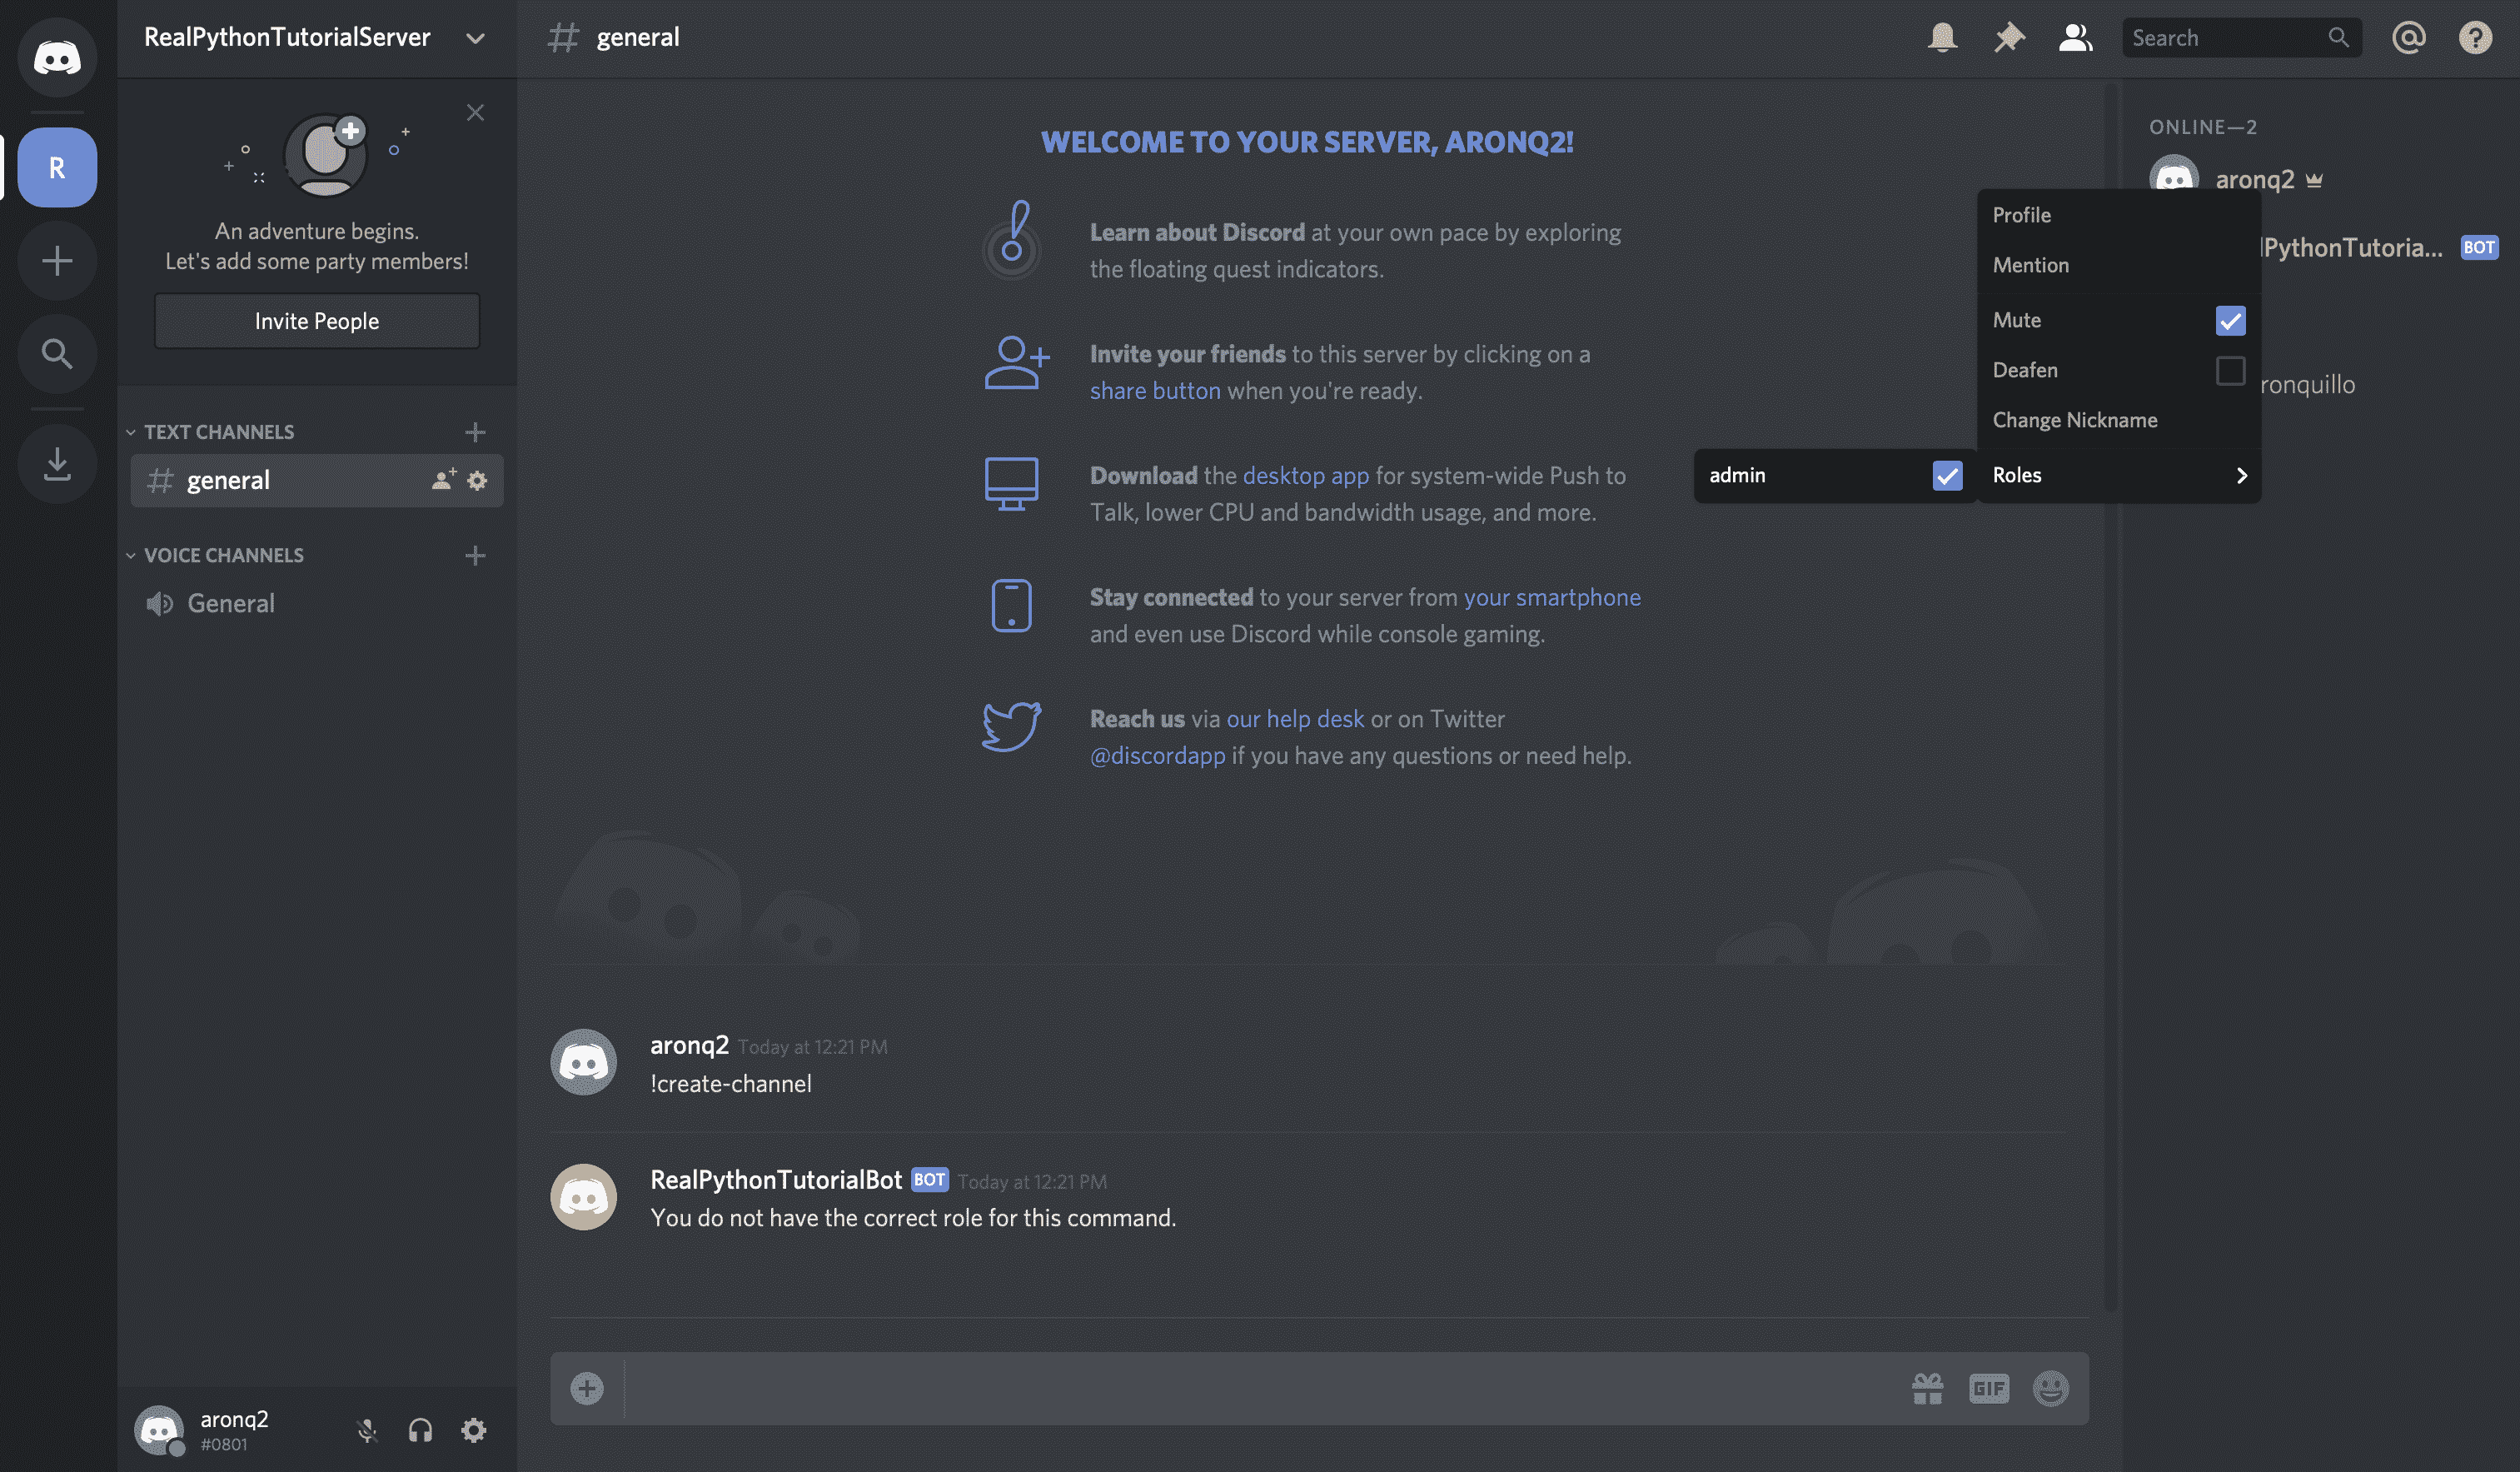 RealPythonTutorialServer
general
Search
R
An adventure begins.
Let's add some party members!
Invite People
TEXT CHANNELS
general
VOICE CHANNELS
General
aronq2
#0801
WELCOME TO YOUR SERVER, ARONQ2!
Learn about Discord at your own pace by exploring
the floating quest indicators.
Invite your friends to this server by clicking on a
share button when you're ready.
Download the desktop app for system-wide Push to
Talk, lower CPU and bandwidth usage, and more.
Stay connected to your server from your smartphone
and even use Discord while console gaming.
Reach us via our help desk or on Twitter
@discordapp if you have any questions or need help.
aronq2 Today at 12:21 PM
!create-channel
RealPythonTutorialBot BOT Today at 12:21 PM
You do not have the correct role for this command.
GIF
ONLINE—2
aronq2
lPythonTutoria... BOT
ronquillo
Profile
Mention
Mute
Deafen
Change Nickname
Roles
admin